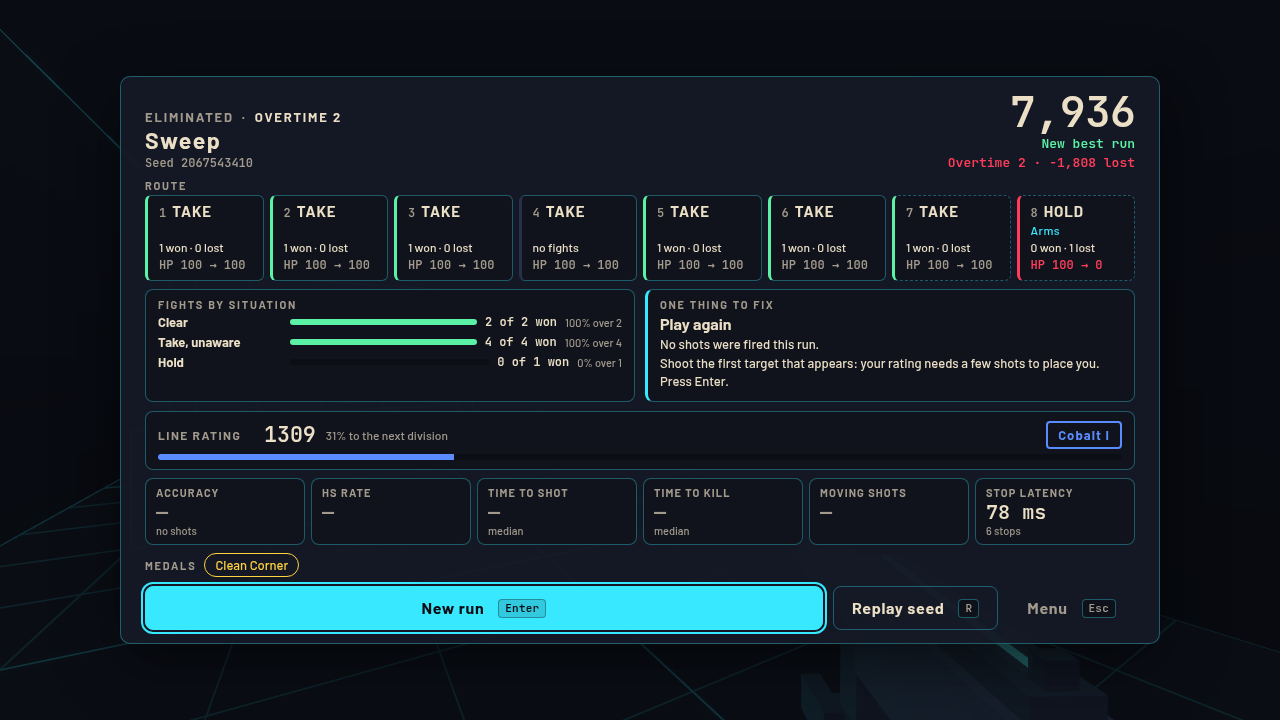 ELIMINATED · OVERTIME 2
Sweep
Seed 2067543410
7,936
New best run
Overtime 2 · -1,808 lost
ROUTE
1 TAKE
1 won · 0 lost
HP 100 → 100
2 TAKE
1 won · 0 lost
HP 100 → 100
3 TAKE
1 won · 0 lost
HP 100 → 100
4 TAKE
no fights
HP 100 → 100
5 TAKE
1 won · 0 lost
HP 100 → 100
6 TAKE
1 won · 0 lost
HP 100 → 100
7 TAKE
1 won · 0 lost
HP 100 → 100
8 HOLD
Arms
0 won · 1 lost
HP 100 → 0
FIGHTS BY SITUATION
Clear 2 of 2 won 100% over 2
Take, unaware 4 of 4 won 100% over 4
Hold 0 of 1 won 0% over 1
ONE THING TO FIX
Play again
No shots were fired this run.
Shoot the first target that appears: your rating needs a few shots to place you.
Press Enter.
LINE RATING 1309 31% to the next division Cobalt I
ACCURACY
—
no shots
HS RATE
—
TIME TO SHOT
—
median
TIME TO KILL
—
median
MOVING SHOTS
—
STOP LATENCY
78 ms
6 stops
MEDALS Clean Corner
New run Enter
Replay seed R
Menu Esc